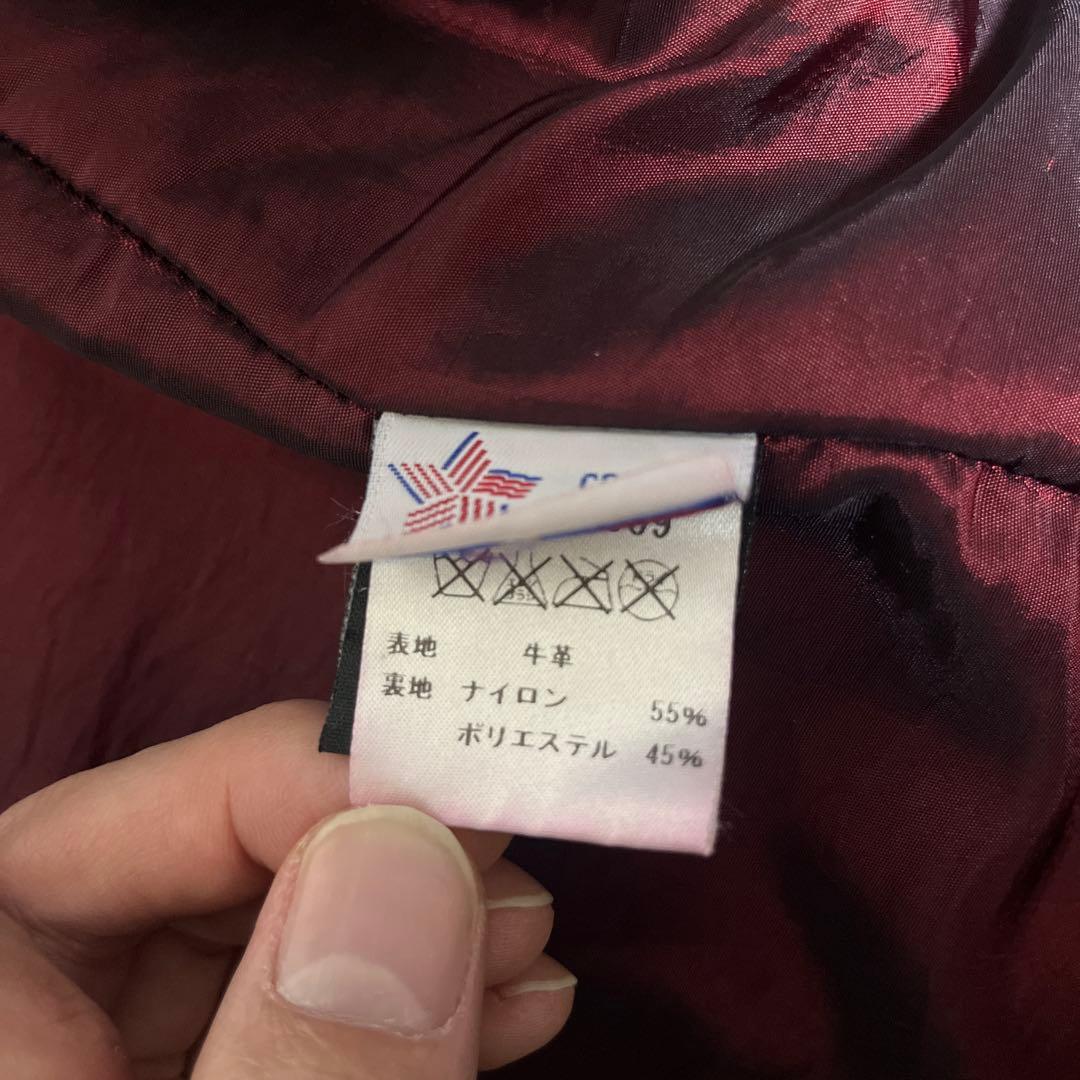 表地 牛革
裏地 ナイロン 55%
ポリエステル 45%